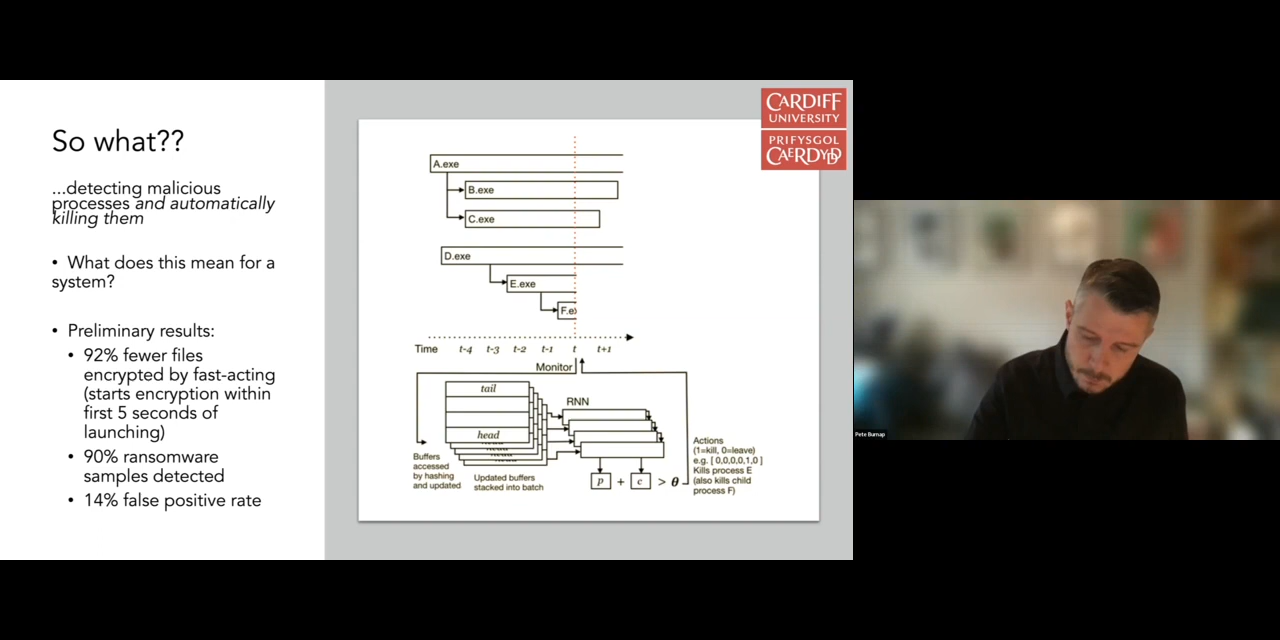 So what??
...detecting malicious
processes and automatically
killing them
• What does this mean for a
system?
• Preliminary results:
• 92% fewer files
encrypted by fast-acting
(starts encryption within
first 5 seconds of
launching)
• 90% ransomware
samples detected
• 14% false positive rate
CARDIFF
UNIVERSITY
PRIFYSGOL
CAERDYDD
A.exe
B.exe
C.exe
D.exe
E.exe
F.ex
Time t-4 t-3 t-2 t-1 t t+1
Monitor
tail
head
RNN
Buffers
accessed
by hashing
and updated
Updated buffers
stacked into batch
p + c > θ
Actions
(1=kill, 0=leave)
e.g. [ 0,0,0,0,1,0 ]
Kills process E
(also kills child
process F)
Pete Burnap